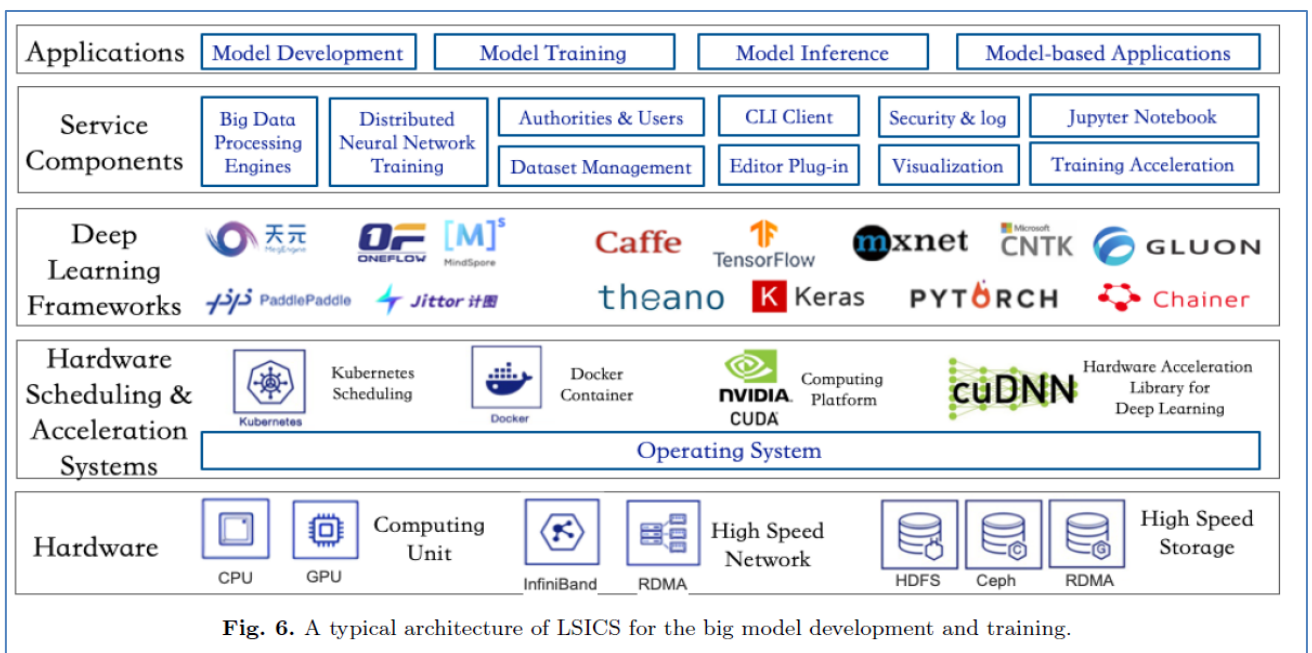 Applications
Model Development
Model Training
Model Inference
Model-based Applications
Service
Components
Big Data
Processing
Engines
Distributed
Neural Network
Training
Authorities & Users
Dataset Management
CLI Client
Editor Plug-in
Security & log
Visualization
Jupyter Notebook
Training Acceleration
Deep
Learning
Frameworks
天元
MegEngine
ONEFLOW
[M]s
MindSpore
Caffe
TensorFlow
mxnet
Microsoft
CNTK
GLUON
PaddlePaddle
Jittor 计图
theano
K Keras
PYTORCH
Chainer
Hardware
Scheduling &
Acceleration
Systems
Kubernetes
Kubernetes
Scheduling
Docker
Docker
Container
NVIDIA.
CUDA
Computing
Platform
cuDNN
Hardware Acceleration
Library for
Deep Learning
Operating System
Hardware
CPU
GPU
Computing
Unit
InfiniBand
RDMA
High Speed
Network
HDFS
C
Ceph
G
RDMA
High Speed
Storage
Fig. 6. A typical architecture of LSICS for the big model development and training.